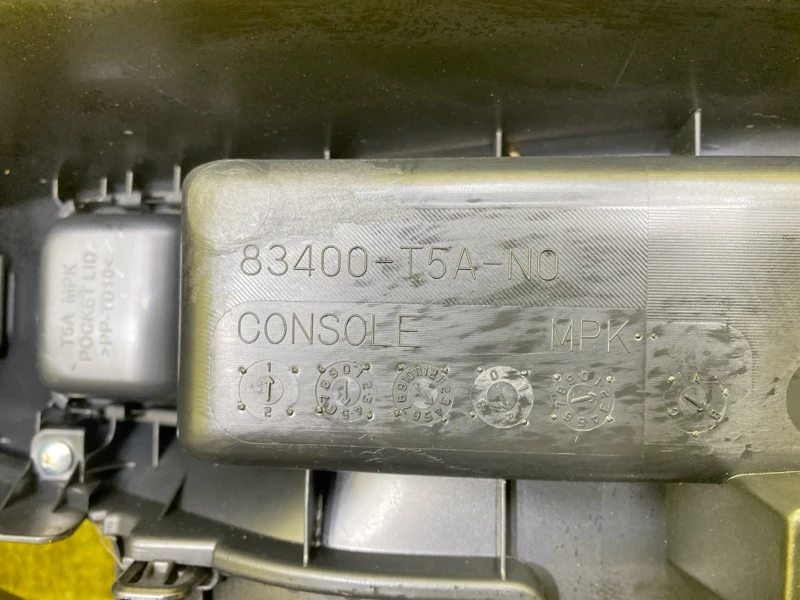 83400-T5A-N0
CONSOLE MPK
T5A MPK
POCKET LID
>PP-TD10<